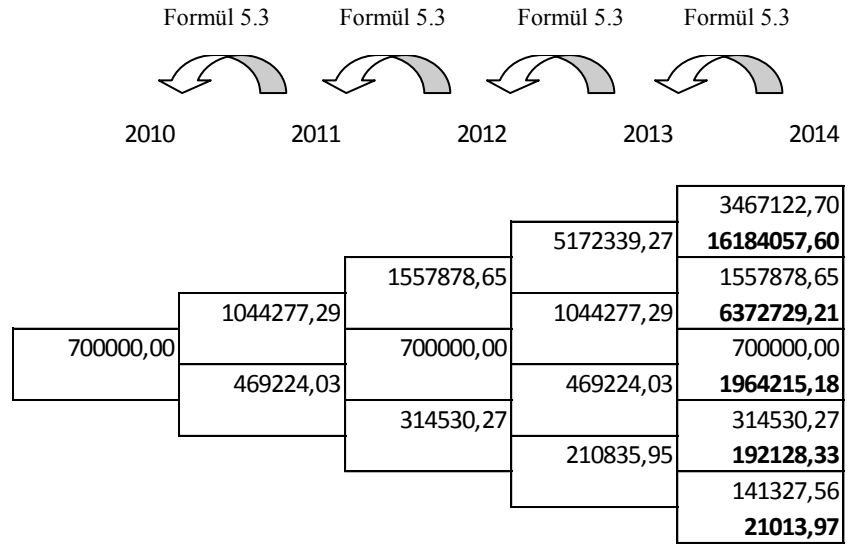 Formül 5.3 Formül 5.3 Formül 5.3 Formül 5.3
2010 2011 2012 2013 2014
3467122,70
5172339,27 16184057,60
1557878,65 1557878,65
1044277,29 1044277,29 6372729,21
700000,00 700000,00 700000,00
469224,03 469224,03 1964215,18
314530,27 314530,27
210835,95 192128,33
141327,56
21013,97